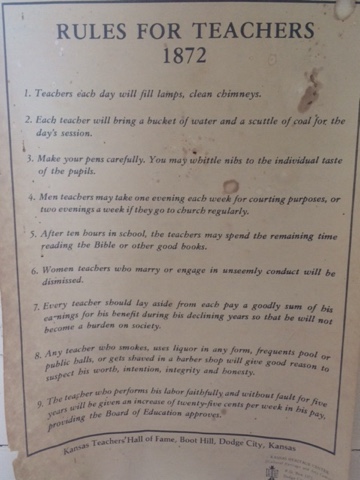 RULES FOR TEACHERS
1872
1. Teachers each day will fill lamps, clean chimneys.
2. Each teacher will bring a bucket of water and a scuttle of coal for the
day's session.
3. Make your pens carefully. You may whittle nibs to the individual taste
of the pupils.
4. Men teachers may take one evening each week for courting purposes, or
two evenings a week if they go to church regularly.
5. After ten hours in school, the teachers may spend the remaining time
reading the Bible or other good books.
6. Women teachers who marry or engage in unseemly conduct will be
dismissed.
7. Every teacher should lay aside from each pay a goodly sum of his
earnings for his benefit during his declining years so that he will not
become a burden on society.
8. Any teacher who smokes, uses liquor in any form, frequents pool or
public halls, or gets shaved in a barber shop will give good reason to
suspect his worth, intention, integrity and honesty.
9. The teacher who performs his labor faithfully and without fault for five
years will be given an increase of twenty-five cents per week in his pay,
providing the Board of Education approves.
Kansas Teachers' Hall of Fame, Boot Hill, Dodge City, Kansas